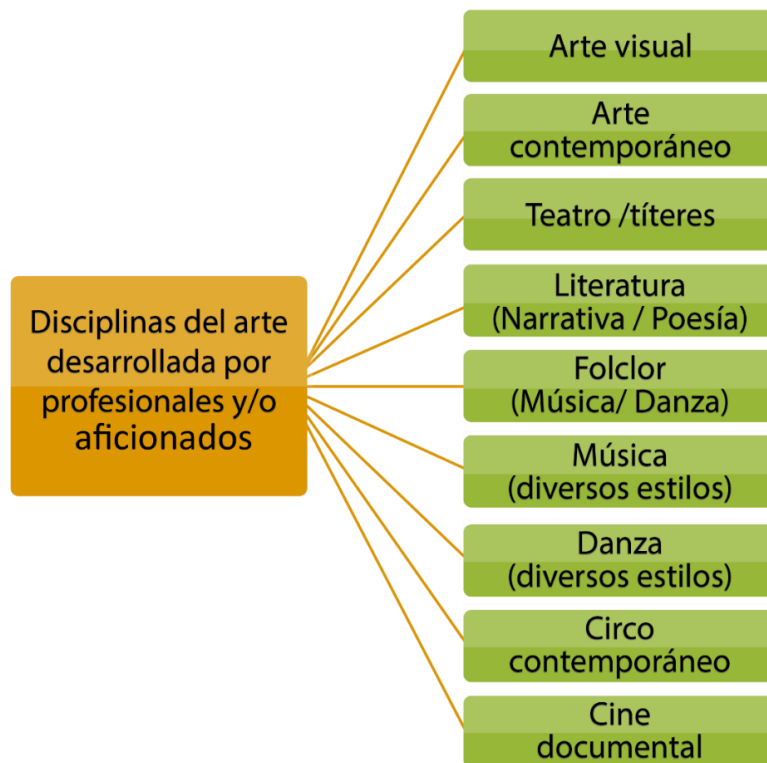 Disciplinas del arte
desarrollada por
profesionales y/o
aficionados
Arte visual
Arte
contemporáneo
Teatro /títeres
Literatura
(Narrativa / Poesía)
Folclor
(Música/ Danza)
Música
(diversos estilos)
Danza
(diversos estilos)
Circo
contemporáneo
Cine
documental